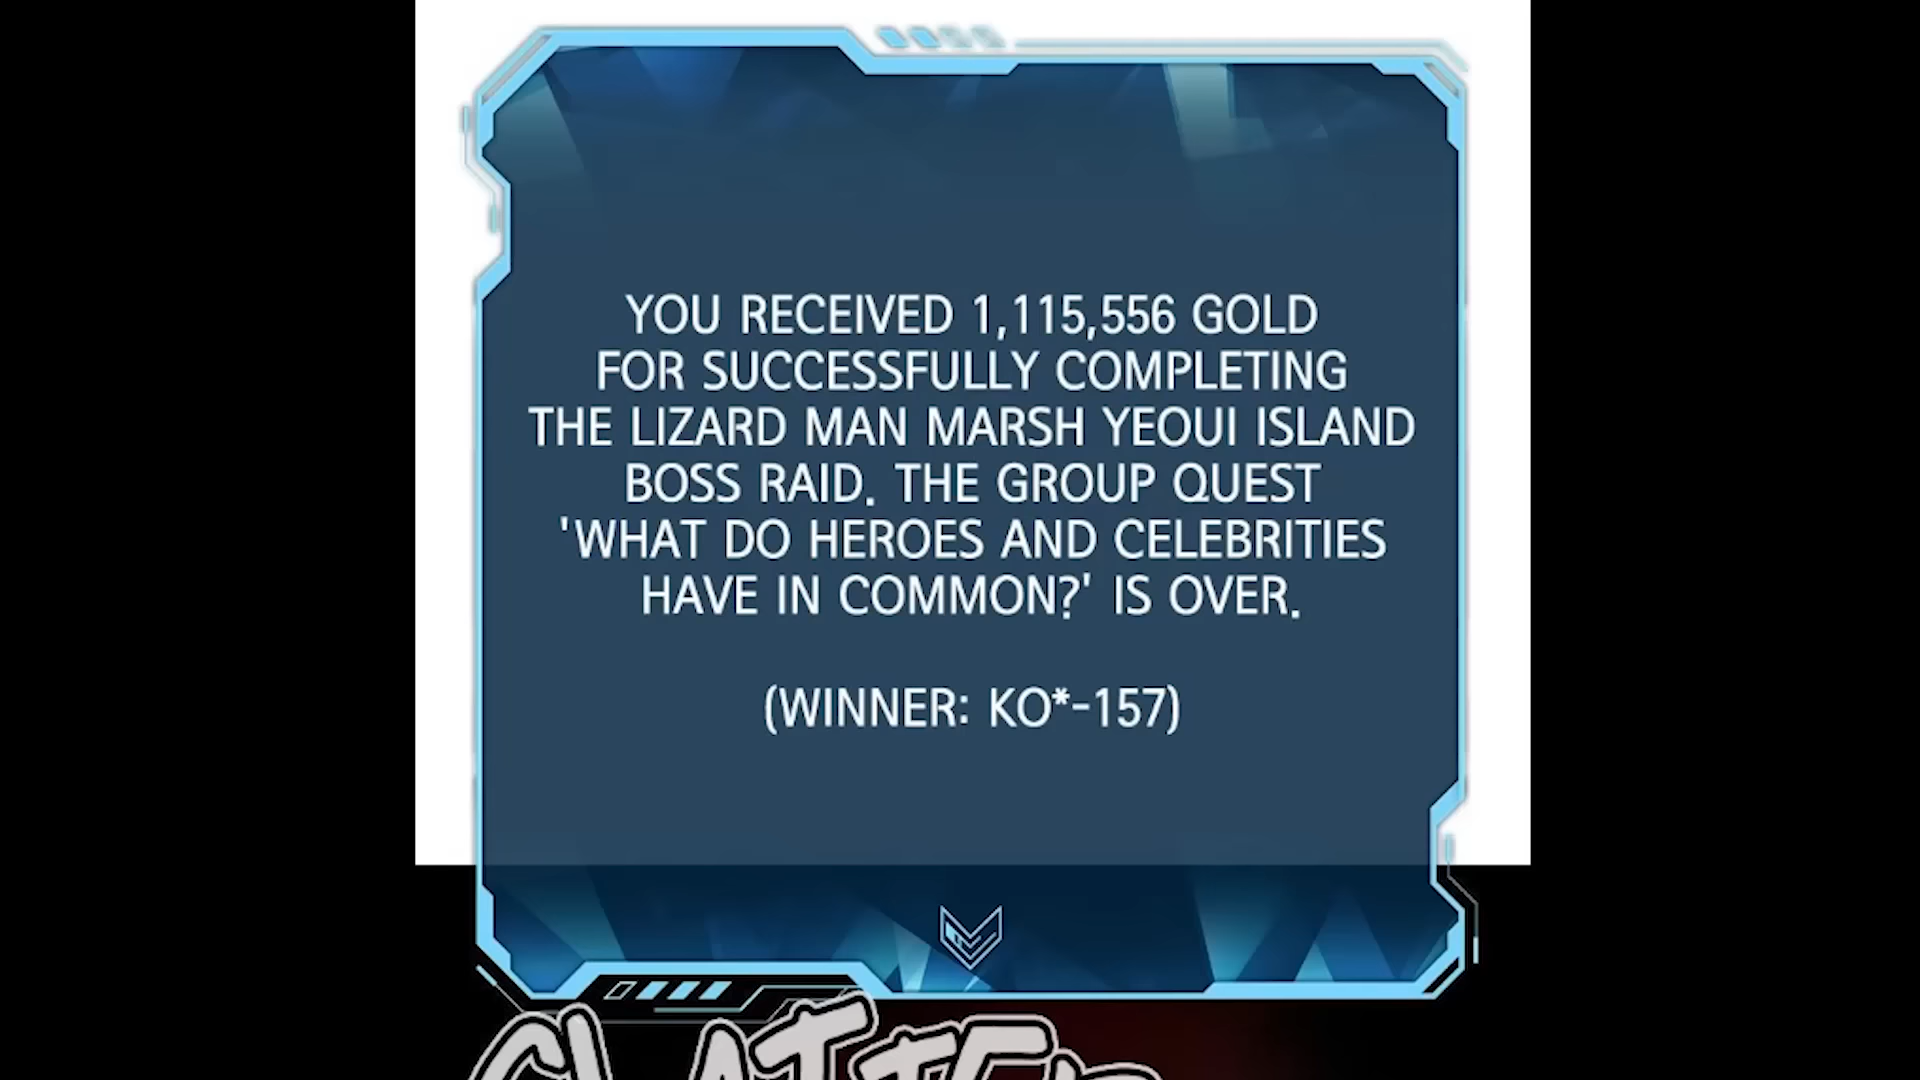 YOU RECEIVED 1,115,556 GOLD
FOR SUCCESSFULLY COMPLETING
THE LIZARD MAN MARSH YEOUI ISLAND
BOSS RAID. THE GROUP QUEST
'WHAT DO HEROES AND CELEBRITIES
HAVE IN COMMON?' IS OVER.
(WINNER: KO*-157)